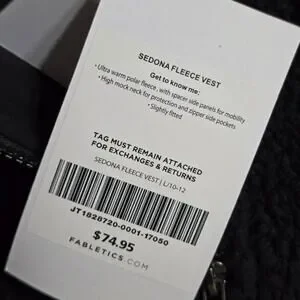 SEDONA FLEECE VEST
Get to know me:
• Ultra warm polar fleece, with spacer side panels for mobility
• High mock neck for protection and zipper side pockets
• Slightly fitted
TAG MUST REMAIN ATTACHED
FOR EXCHANGES & RETURNS
SEDONA FLEECE VEST | L/10-12
JT1828720-0001-17050
$74.95
FABLETICS.COM